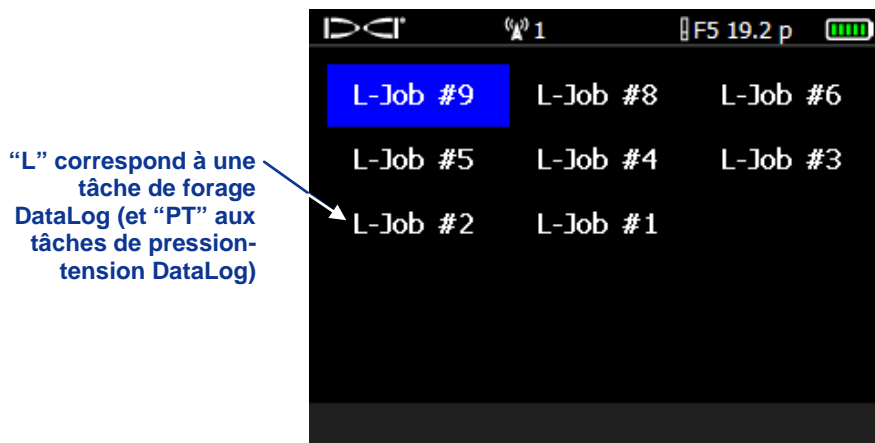 DCI 1 F5 19.2 p
L-Job #9 L-Job #8 L-Job #6
L-Job #5 L-Job #4 L-Job #3
L-Job #2 L-Job #1
“L” correspond à une
tâche de forage
DataLog (et “PT” aux
tâches de pression-
tension DataLog)